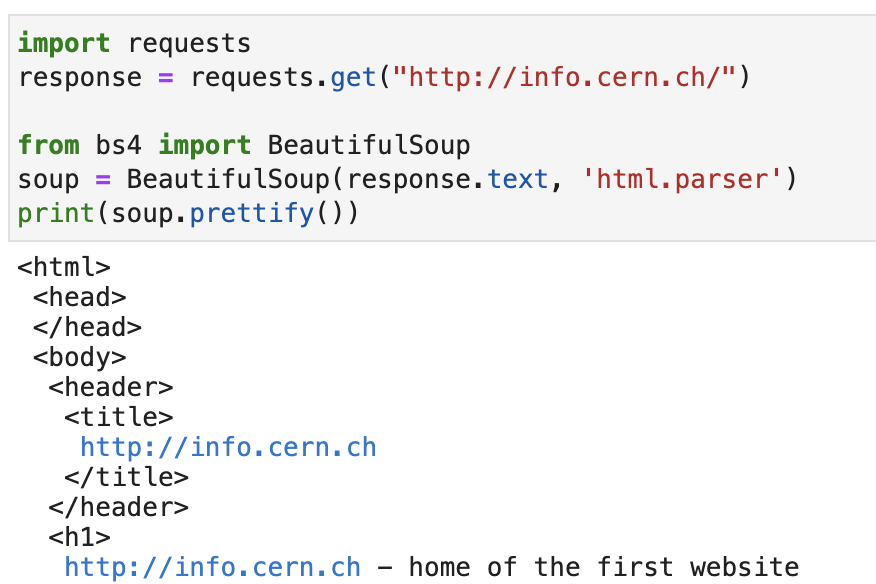 import requests
response = requests.get("http://info.cern.ch/")

from bs4 import BeautifulSoup
soup = BeautifulSoup(response.text, 'html.parser')
print(soup.prettify())
<html>
 <head>
 </head>
 <body>
  <header>
   <title>
    http://info.cern.ch
   </title>
  </header>
  <h1>
   http://info.cern.ch – home of the first website